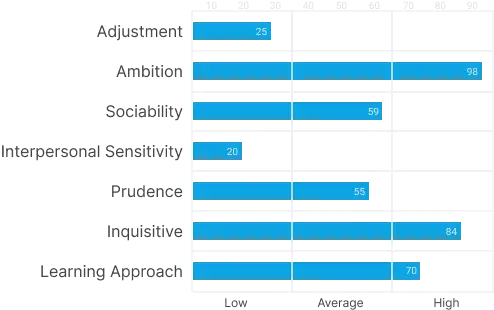 10 20 30 40 50 60 70 80 90
Adjustment 25
Ambition 98
Sociability 59
Interpersonal Sensitivity 20
Prudence 55
Inquisitive 84
Learning Approach 70
Low Average High